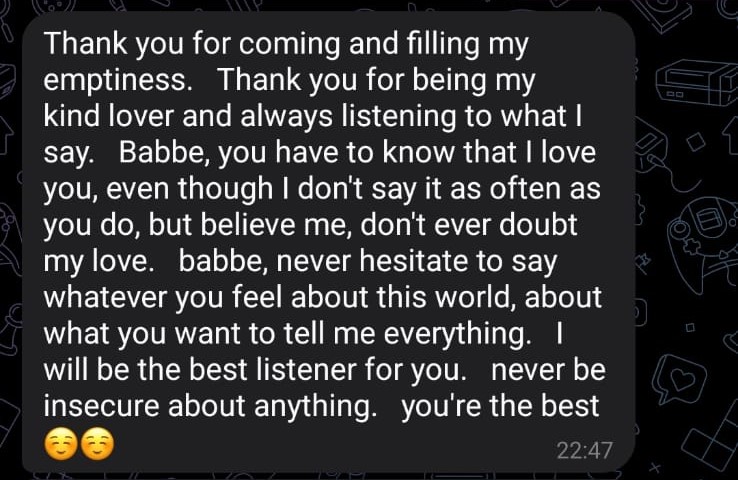 Thank you for coming and filling my
emptiness.   Thank you for being my
kind lover and always listening to what I
say.   Babbe, you have to know that I love
you, even though I don't say it as often as
you do, but believe me, don't ever doubt
my love.   babbe, never hesitate to say
whatever you feel about this world, about
what you want to tell me everything.   I
will be the best listener for you.   never be
insecure about anything.   you're the best
☺️☺️
22:47